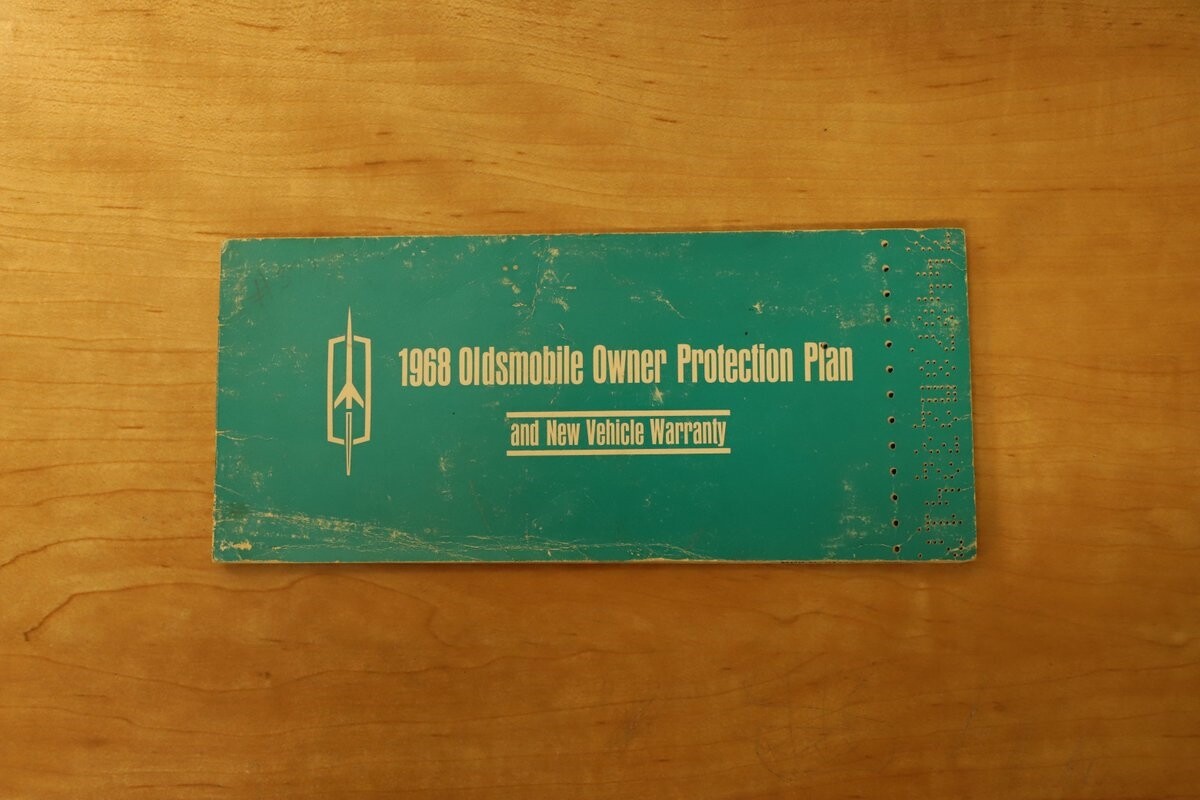 1968 Oldsmobile Owner Protection Plan
and New Vehicle Warranty